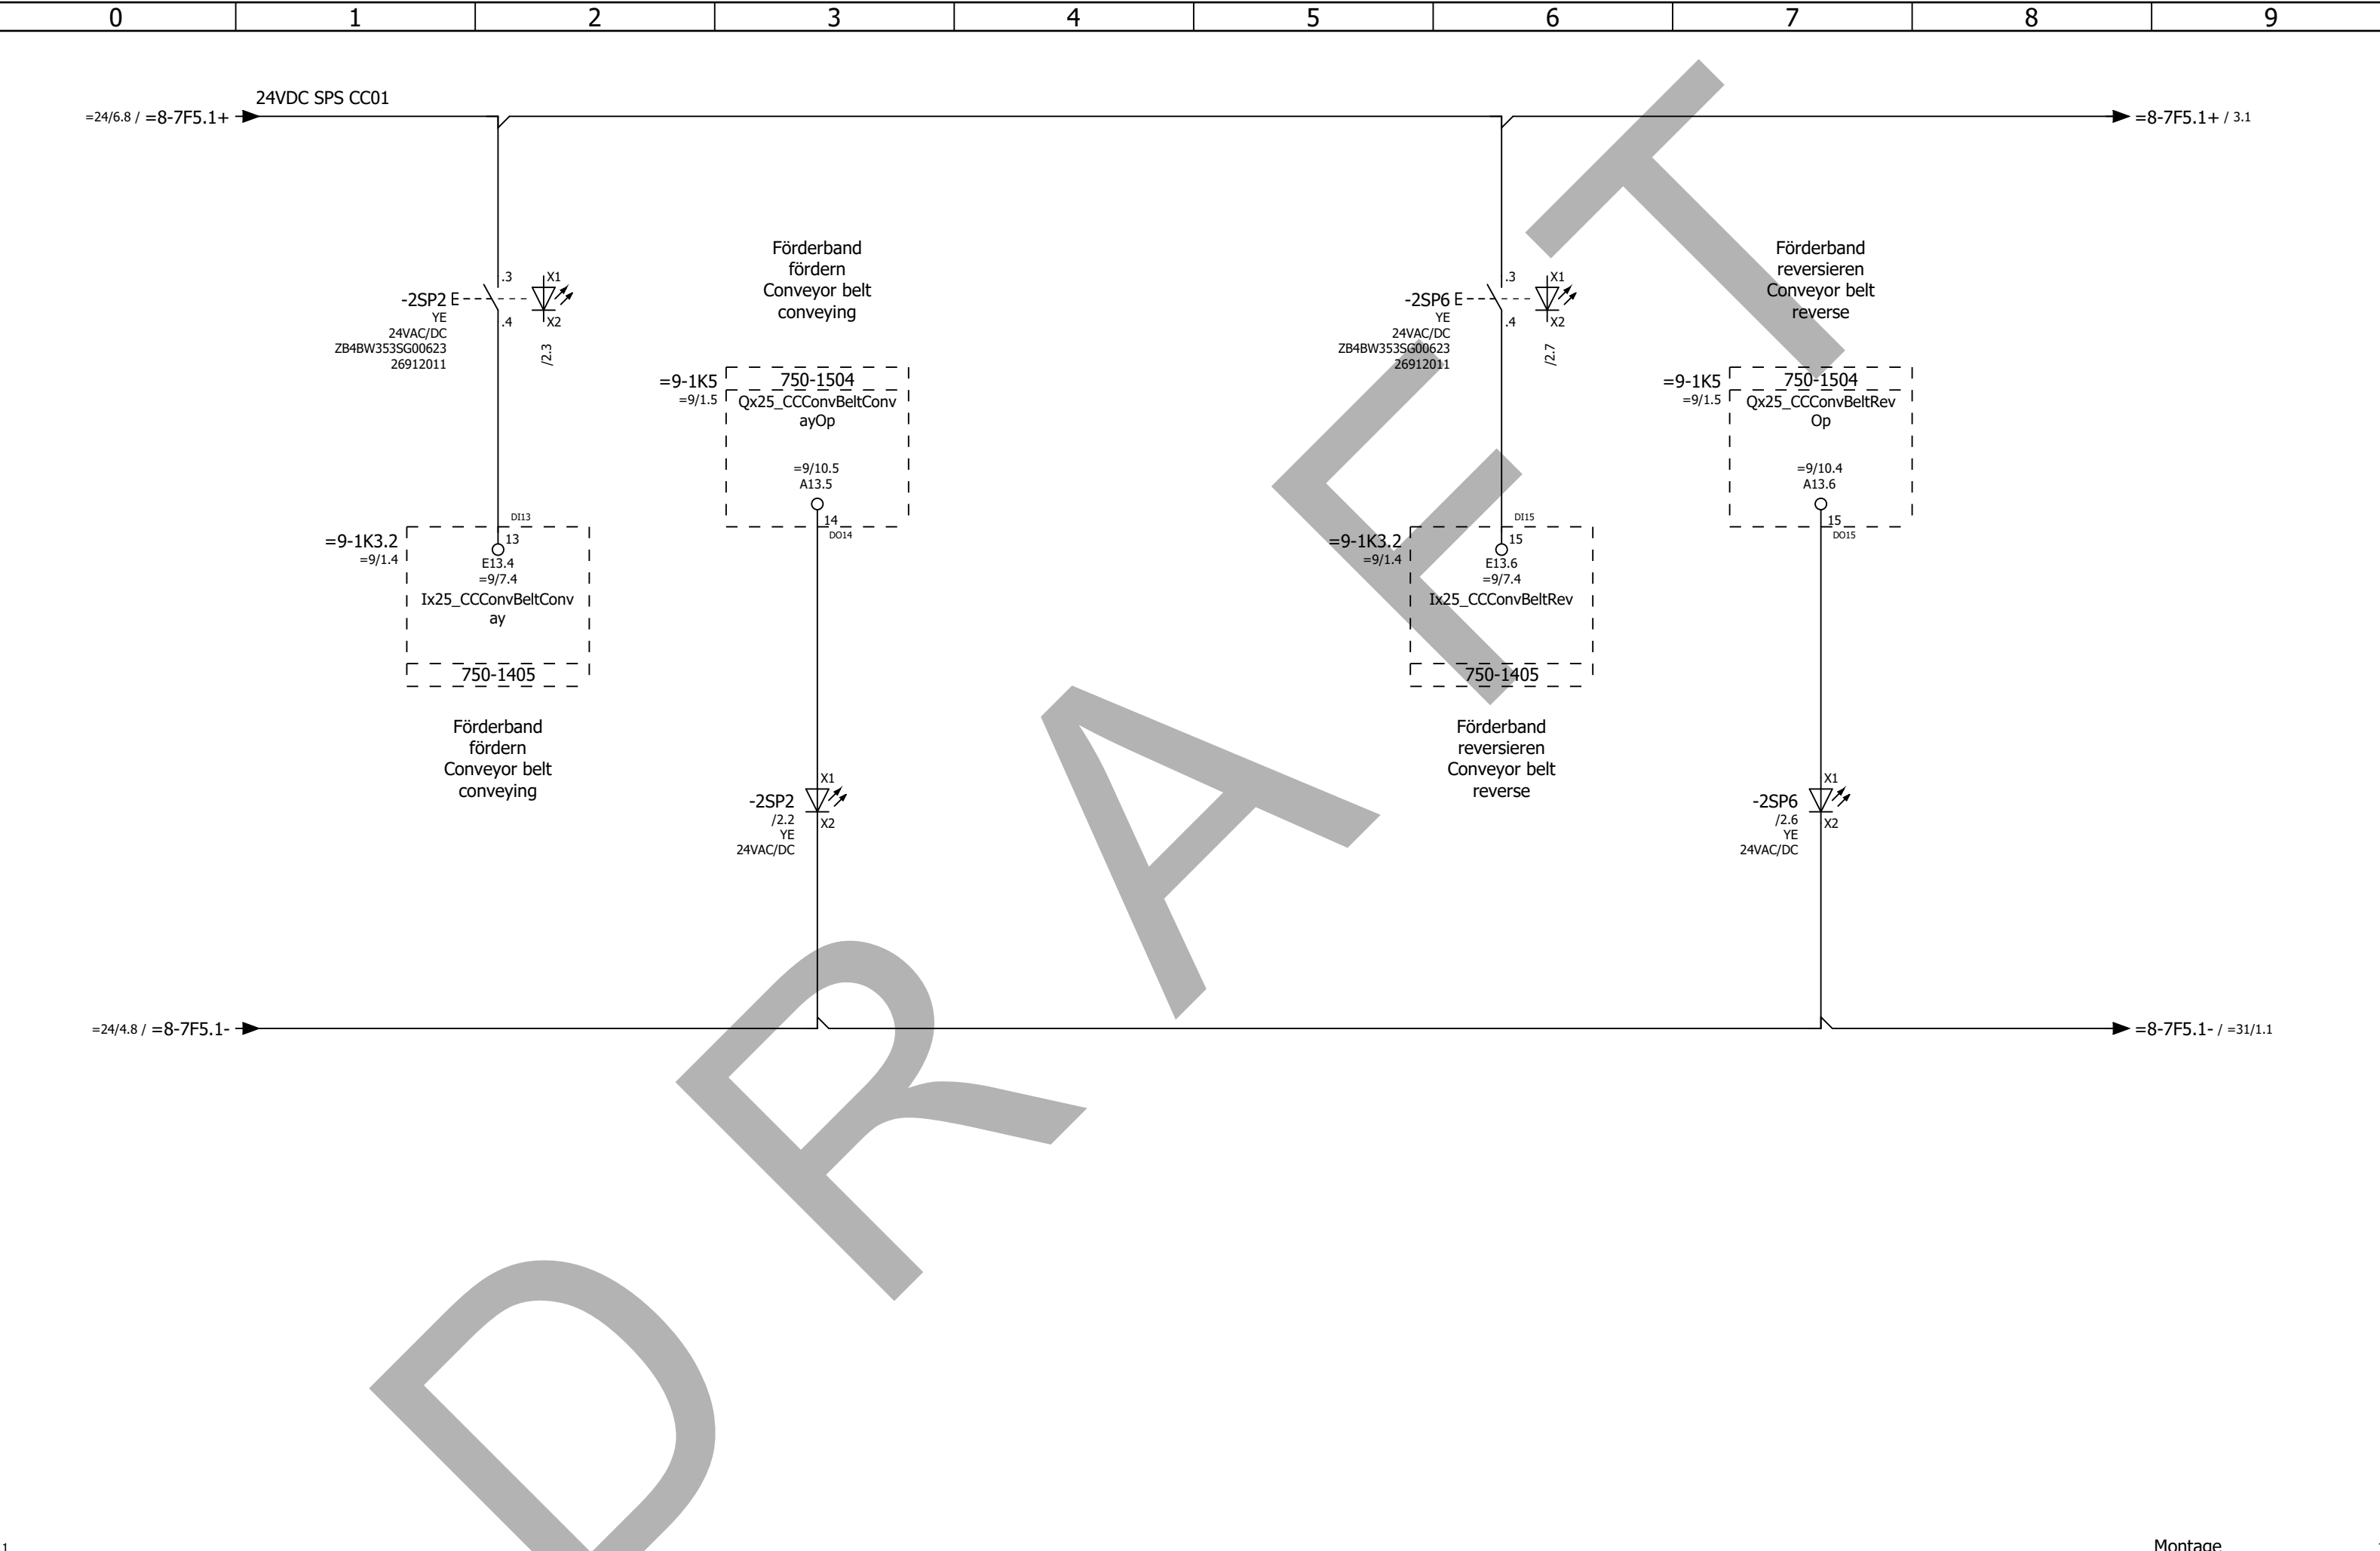 0 1 2 3 4 5 6 7 8 9
24VDC SPS CC01
=24/6.8 / =8-7F5.1+
=8-7F5.1+ / 3.1
-2SP2
E
YE
24VAC/DC
ZB4BW353SG00623
26912011
.3
.4
X1
X2
/2.3
Förderband
fördern
Conveyor belt
conveying
=9-1K5
=9/1.5
750-1504
Qx25_CCConvBeltConv
ayOp
=9/10.5
A13.5
14
DO14
DI13
=9-1K3.2
=9/1.4
13
E13.4
=9/7.4
Ix25_CCConvBeltConv
ay
750-1405
Förderband
fördern
Conveyor belt
conveying
X1
-2SP2
/2.2
X2
YE
24VAC/DC
-2SP6
E
YE
24VAC/DC
ZB4BW353SG00623
26912011
.3
.4
X1
X2
/2.7
Förderband
reversieren
Conveyor belt
reverse
=9-1K5
=9/1.5
750-1504
Qx25_CCConvBeltRev
Op
=9/10.4
A13.6
15
DO15
DI15
=9-1K3.2
=9/1.4
15
E13.6
=9/7.4
Ix25_CCConvBeltRev
750-1405
Förderband
reversieren
Conveyor belt
reverse
X1
-2SP6
/2.6
X2
YE
24VAC/DC
=24/4.8 / =8-7F5.1-
=8-7F5.1- / =31/1.1
DRAFT
1
Montage